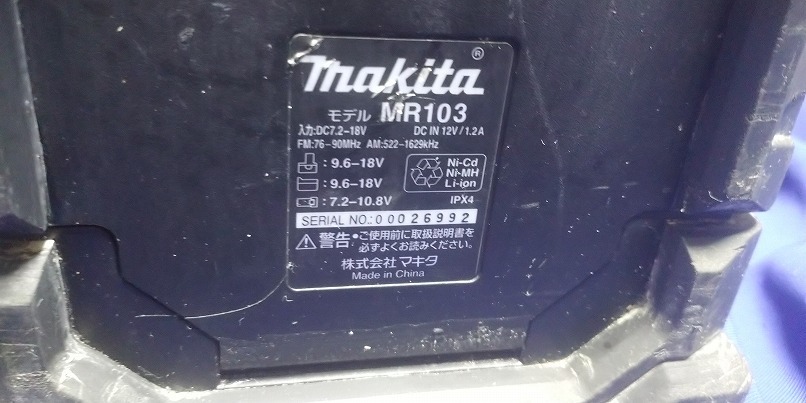 makita®
モデル MR103
入力:DC7.2-18V DC IN 12V/1.2A
FM:76-90MHz AM:522-1629kHz
:9.6-18V
:9.6-18V
:7.2-10.8V
Ni-Cd
Ni-MH
Li-ion
IPX4
SERIAL NO.:00026992
警告 •ご使用前に取扱説明書を
必ずよくお読みください。
株式会社 マキタ
Made in China